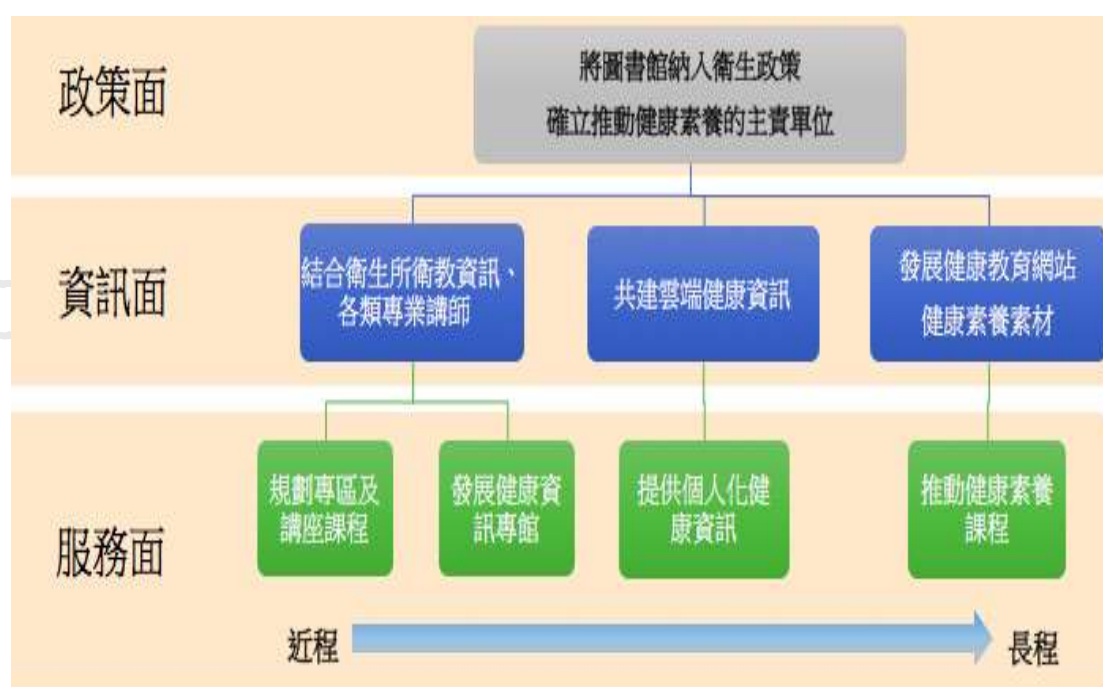 政策面
將圖書館納入衛生政策
確立推動健康素養的主責單位
資訊面
結合衛生所衛教資訊、
各類專業講師
共建雲端健康資訊
發展健康教育網站
健康素養素材
服務面
規劃專區及
講座課程
發展健康資
訊專館
提供個人化健
康資訊
推動健康素養
課程
近程
長程